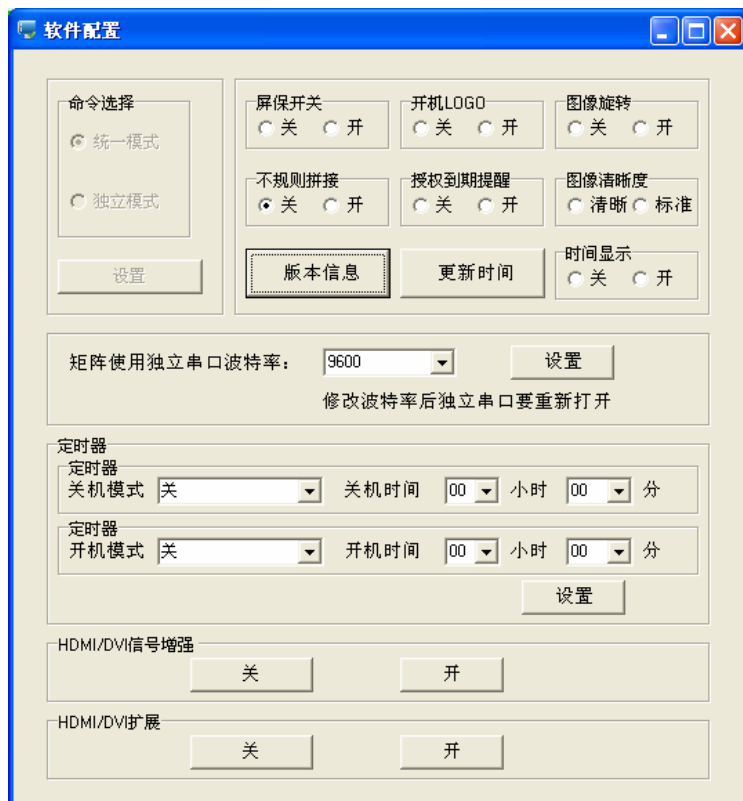 软件配置
命令选择
统一模式
独立模式
设置
屏保开关
关 开
开机LOGO
关 开
图像旋转
关 开
不规则拼接
关 开
授权到期提醒
关 开
图像清晰度
清晰 标准
版本信息
更新时间
时间显示
关 开
矩阵使用独立串口波特率： 9600 设置
修改波特率后独立串口要重新打开
定时器
定时器
关机模式 关 关机时间 00 小时 00 分
定时器
开机模式 关 开机时间 00 小时 00 分
设置
HDMI/DVI信号增强
关 开
HDMI/DVI扩展
关 开